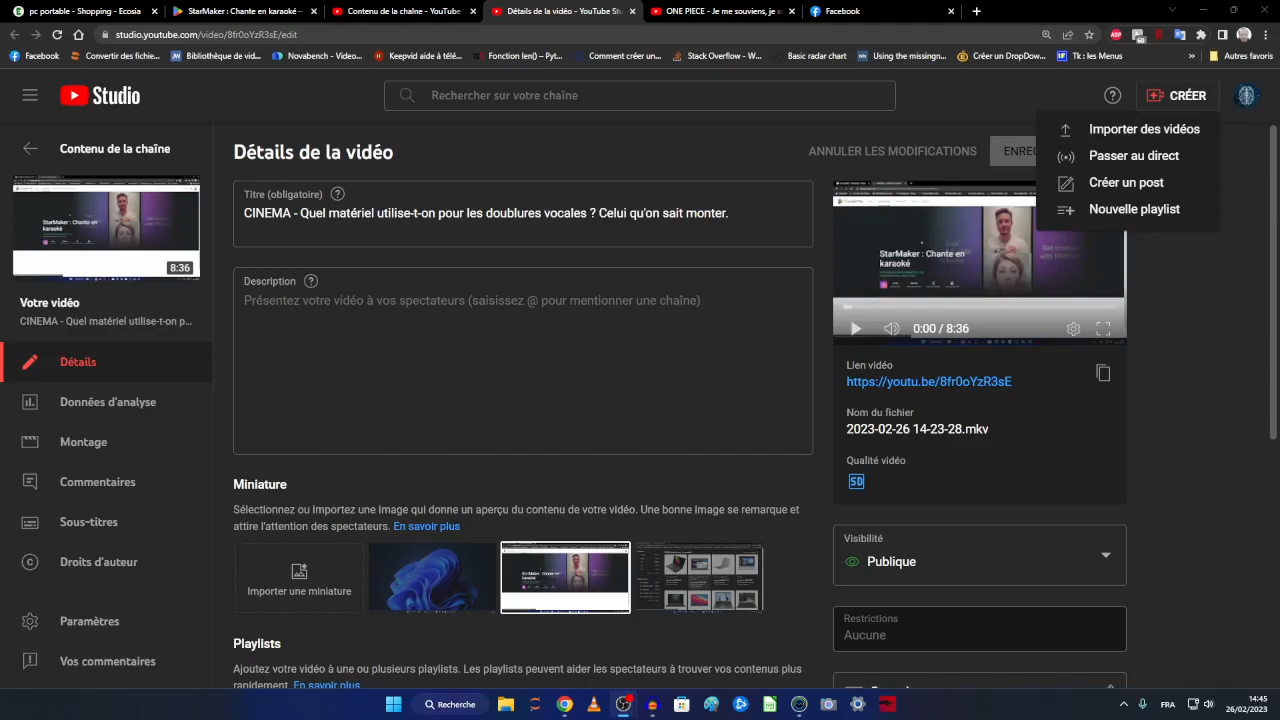 pc portable - Shopping - Ecosia
StarMaker : Chante en karaoké
Contenu de la chaîne - YouTube
Détails de la vidéo - YouTube St
ONE PIECE - Je me souviens, je s
Facebook
studio.youtube.com/video/8fr0oYzR3sE/edit
Facebook
Convertir des fichi...
Bibliothèque de vid...
Novabench - Video...
Keepvid aide à télé...
Fonction len() – Pyt...
Comment créer un...
Stack Overflow - W...
Basic radar chart
Using the missingn...
Créer un DropDow...
Tk : les Menus
»
Autres favoris
Studio
Rechercher sur votre chaîne
CRÉER
Importer des vidéos
Passer au direct
Créer un post
Nouvelle playlist
Contenu de la chaîne
StarMaker : Chante en
karaoké
8:36
Votre vidéo
CINEMA - Quel matériel utilise-t-on p...
Détails
Données d'analyse
Montage
Commentaires
Sous-titres
Droits d'auteur
Paramètres
Vos commentaires
Détails de la vidéo
ANNULER LES MODIFICATIONS
ENREG
Titre (obligatoire)
CINEMA - Quel matériel utilise-t-on pour les doublures vocales ? Celui qu'on sait monter.
Description
Présentez votre vidéo à vos spectateurs (saisissez @ pour mentionner une chaîne)
Miniature
Sélectionnez ou importez une image qui donne un aperçu du contenu de votre vidéo. Une bonne image se remarque et
attire l'attention des spectateurs. En savoir plus
Importer une miniature
Playlists
Ajoutez votre vidéo à une ou plusieurs playlists. Les playlists peuvent aider les spectateurs à trouver vos contenus plus
rapidement. En savoir plus
StarMaker : Chante en
karaoké
0:00 / 8:36
Lien vidéo
https://youtu.be/8fr0oYzR3sE
Nom du fichier
2023-02-26 14-23-28.mkv
Qualité vidéo
SD
Visibilité
Publique
Restrictions
Aucune
Recherche
FRA
14:45
26/02/2023